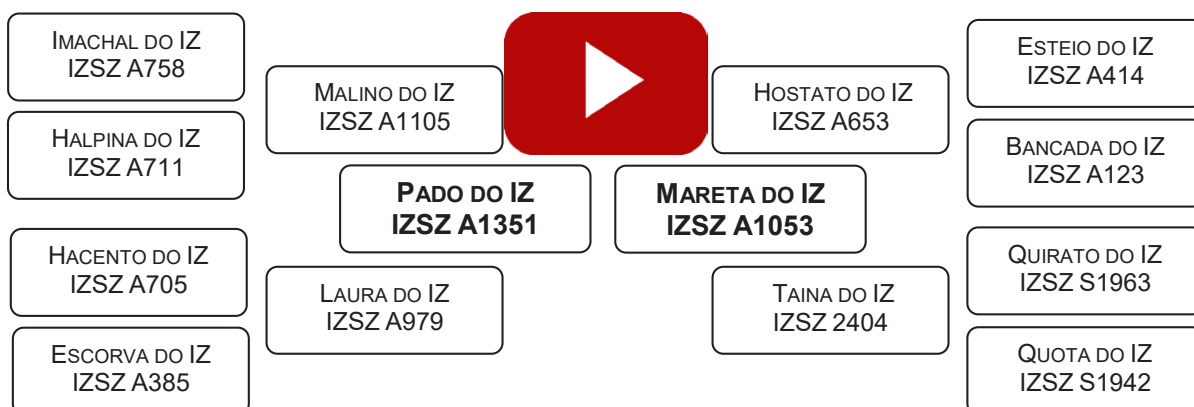 IMACHAL DO IZ
IZSZ A758
HALPINA DO IZ
IZSZ A711
HACENTO DO IZ
IZSZ A705
ESCORVA DO IZ
IZSZ A385
MALINO DO IZ
IZSZ A1105
LAURA DO IZ
IZSZ A979
PADO DO IZ
IZSZ A1351
MARETA DO IZ
IZSZ A1053
HOSTATO DO IZ
IZSZ A653
TAINA DO IZ
IZSZ 2404
ESTEIO DO IZ
IZSZ A414
BANCADA DO IZ
IZSZ A123
QUIRATO DO IZ
IZSZ S1963
QUOTA DO IZ
IZSZ S1942